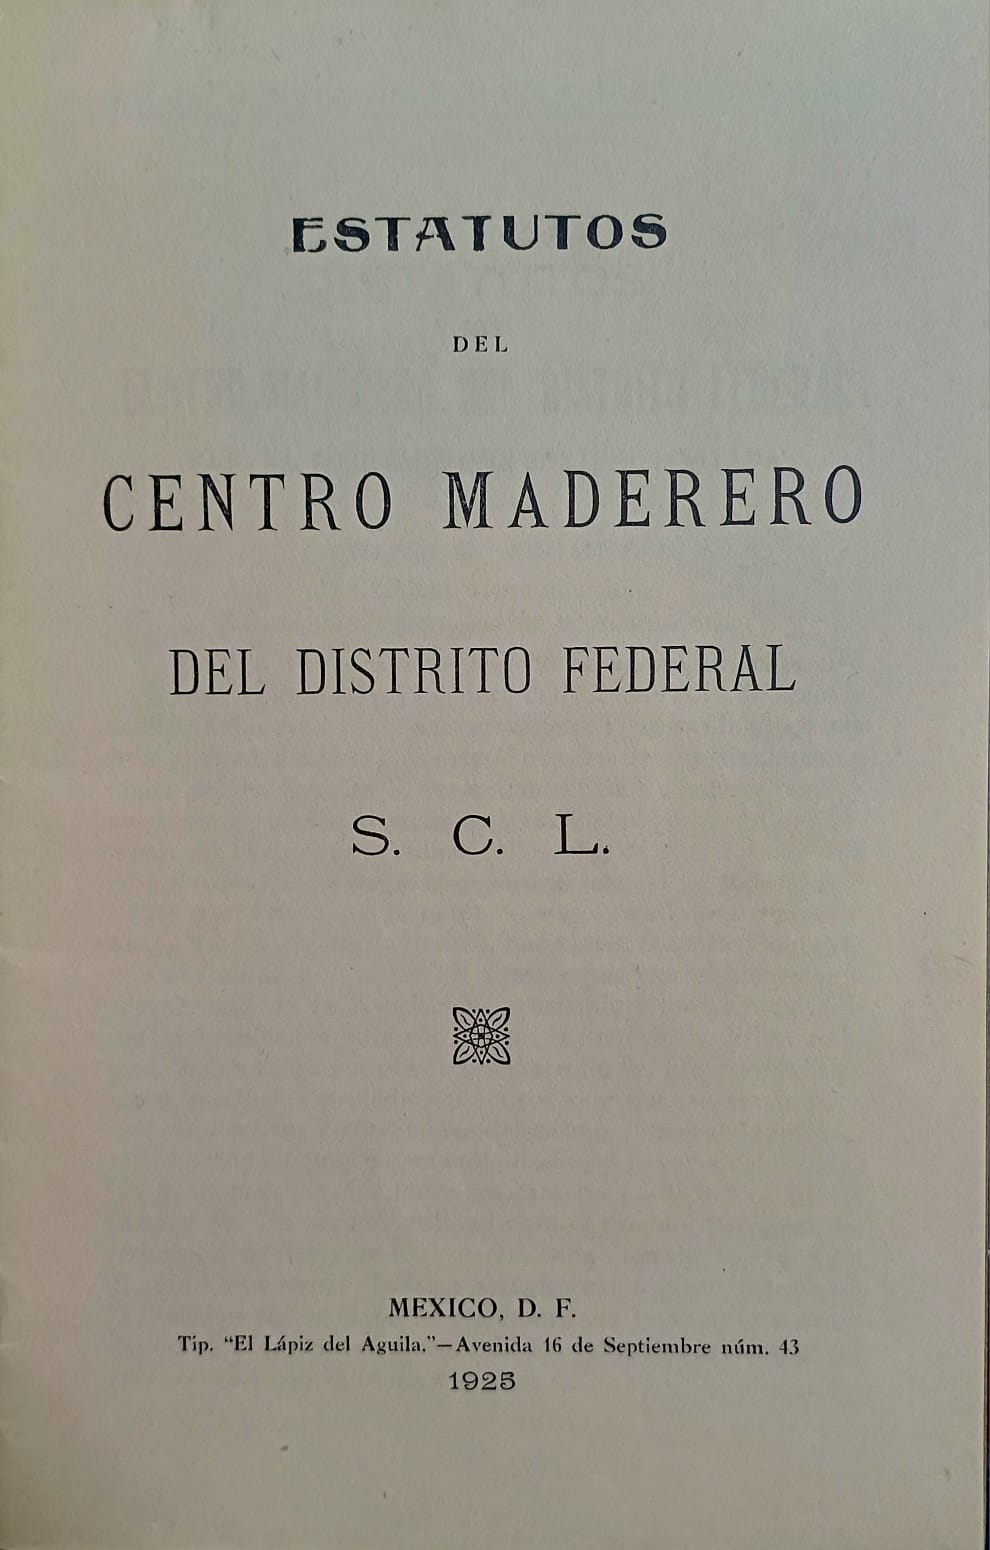 ESTATUTOS
DEL
CENTRO MADERERO
DEL DISTRITO FEDERAL
S. C. L.
MEXICO, D. F.
Tip. “El Lápiz del Aguila.”—Avenida 16 de Septiembre núm. 43
1925